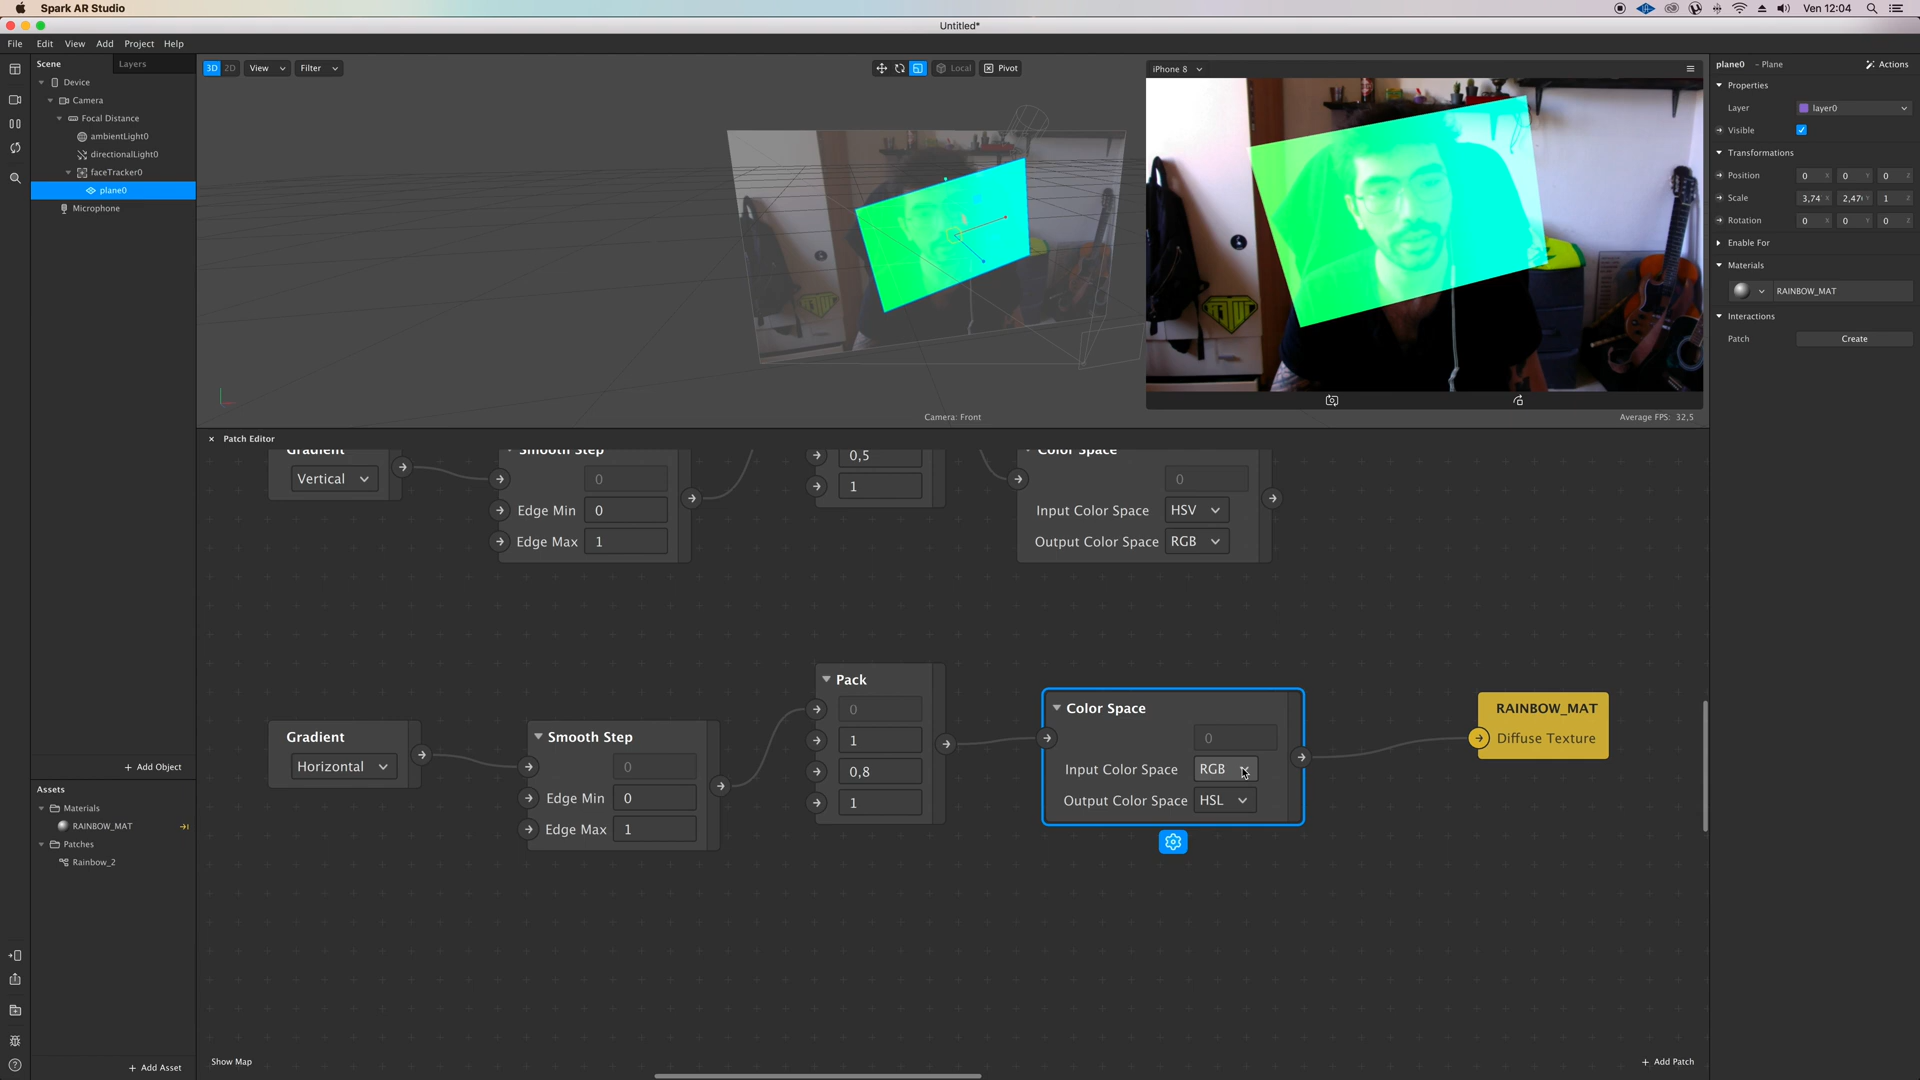 Spark AR Studio
Ven 12:04
Untitled*
File Edit View Add Project Help
Scene Layers
Device
Camera
Focal Distance
ambientLight0
directionalLight0
faceTracker0
plane0
Microphone
+ Add Object
Assets
Materials
RAINBOW_MAT
Patches
Rainbow_2
+ Add Asset
3D 2D View Filter
Local Pivot
Camera: Front
iPhone 8
Average FPS: 32,5
plane0 – Plane
Actions
Properties
Layer layer0
Visible
Transformations
Position 0 X 0 Y 0 Z
Scale 3,74 X 2,47 Y 1 Z
Rotation 0 X 0 Y 0 Z
Enable For
Materials
RAINBOW_MAT
Interactions
Patch Create
× Patch Editor
Gradient
Vertical
Smooth Step
0
Edge Min 0
Edge Max 1
0,5
1
Color Space
0
Input Color Space HSV
Output Color Space RGB
Gradient
Horizontal
Smooth Step
0
Edge Min 0
Edge Max 1
Pack
0
1
0,8
1
Color Space
0
Input Color Space RGB
Output Color Space HSL
RAINBOW_MAT
Diffuse Texture
Show Map
+ Add Patch